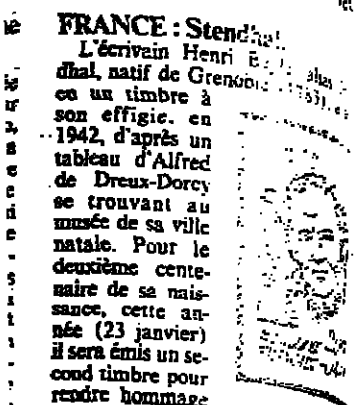 FRANCE : Stendhal
L'écrivain Henri
dhal, natif de Grenoble
eu un timbre à
son effigie. en
1942, d'après un
tableau d'Alfred
de Dreux-Dorcy
se trouvant au
musée de sa ville
natale. Pour le
deuxième cente-
naire de sa nais-
sance, cette an-
née (23 janvier)
il sera émis un se-
cond timbre pour
rendre hommage